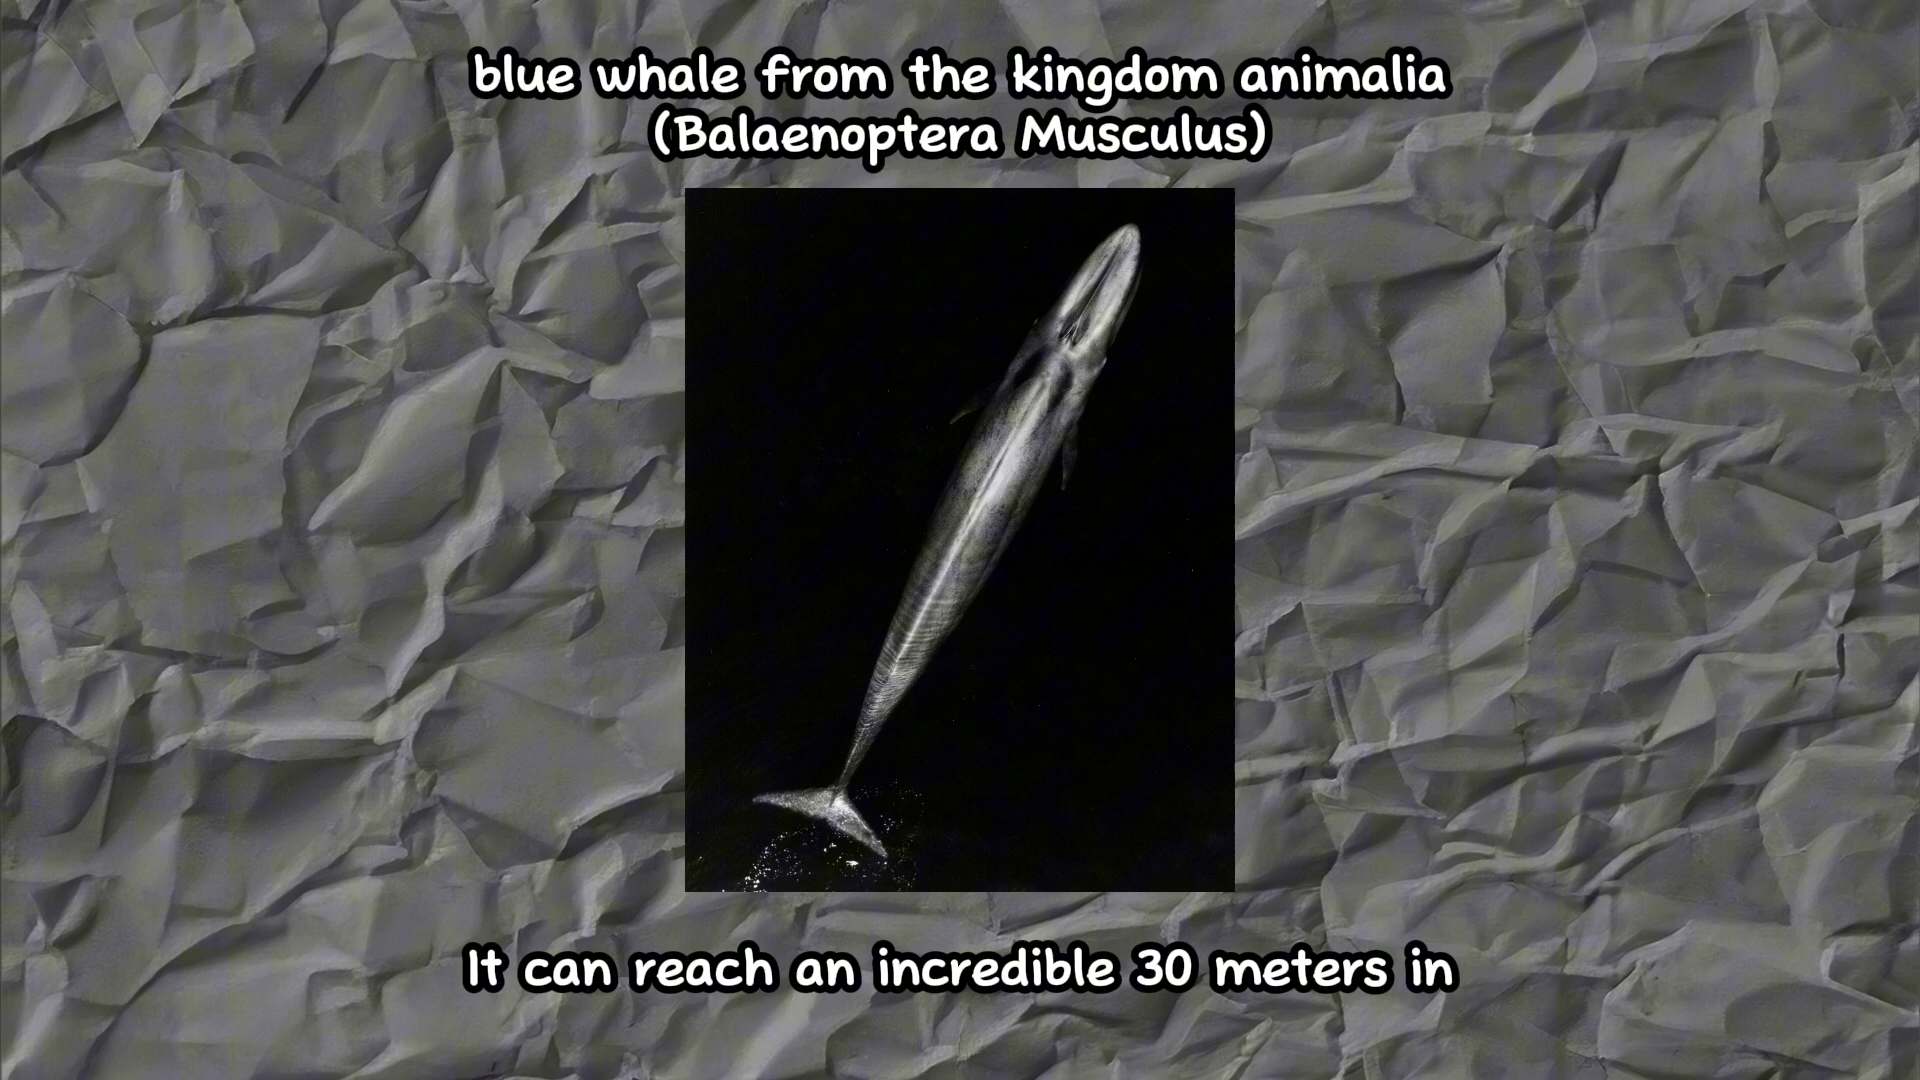 blue whale from the kingdom animalia
(Balaenoptera Musculus)
It can reach an incredible 30 meters in